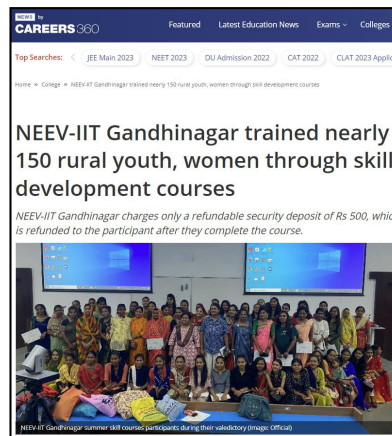 NEWS by
CAREERS360
Featured Latest Education News Exams Colleges
Top Searches: JEE Main 2023 NEET 2023 DU Admission 2022 CAT 2022 CLAT 2023 Applic
Home » College » NEEV-IIT Gandhinagar trained nearly 150 rural youth, women through skill development courses
NEEV-IIT Gandhinagar trained nearly
150 rural youth, women through skill
development courses
NEEV-IIT Gandhinagar charges only a refundable security deposit of Rs 500, whic
is refunded to the participant after they complete the course.
NEEV-IIT Gandhinagar summer skill courses participants during their valedictory (Image: Official)